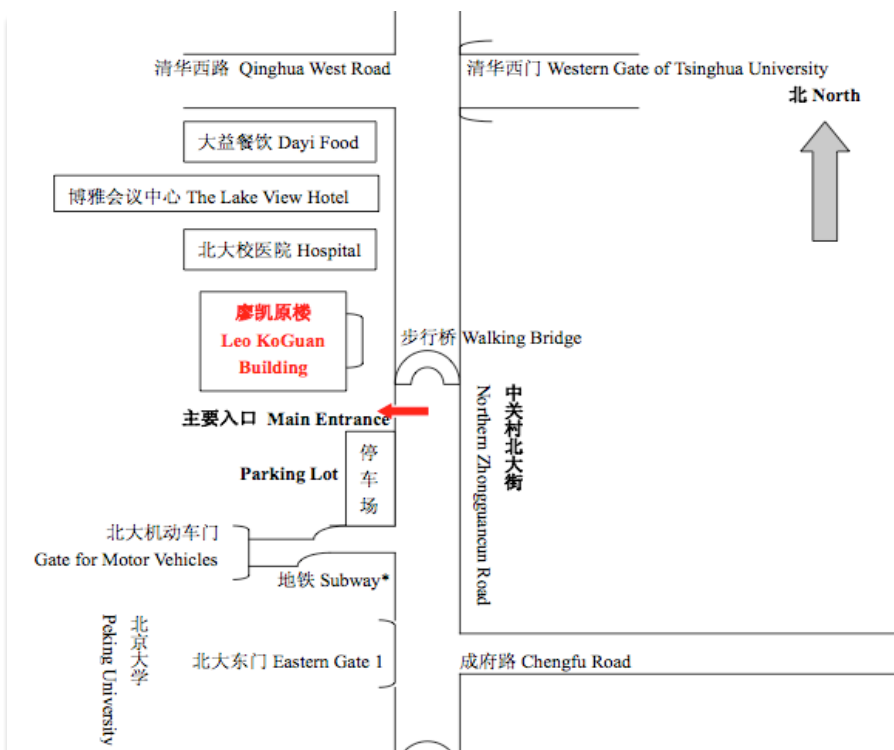 清华西路 Qinghua West Road
清华西门 Western Gate of Tsinghua University
北 North
大益餐饮 Dayi Food
博雅会议中心 The Lake View Hotel
北大校医院 Hospital
廖凯原楼
Leo KoGuan
Building
步行桥 Walking Bridge
主要入口 Main Entrance
中关村北大街
Northern Zhongguancun Road
Parking Lot
停车场
北大机动车门
Gate for Motor Vehicles
地铁 Subway*
北京大学
Peking University
北大东门 Eastern Gate 1
成府路 Chengfu Road